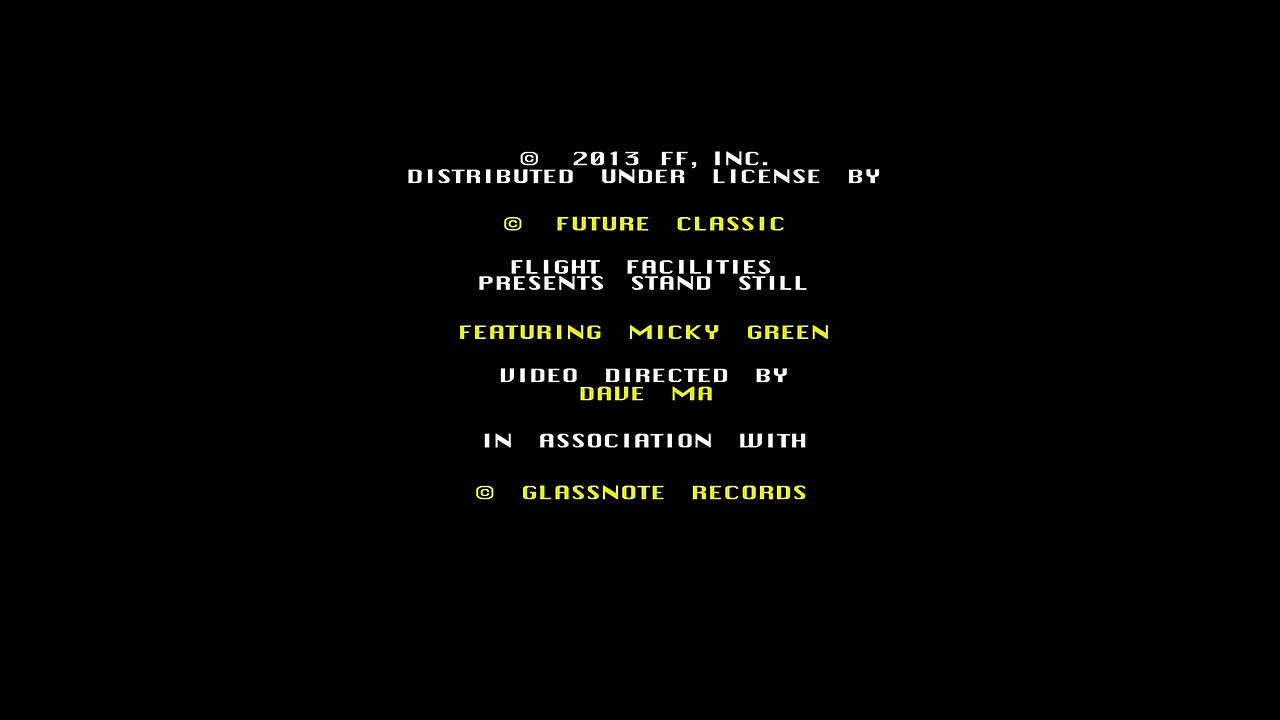 © 2013 FF, INC.
DISTRIBUTED UNDER LICENSE BY
© FUTURE CLASSIC
FLIGHT FACILITIES
PRESENTS STAND STILL
FEATURING MICKY GREEN
VIDEO DIRECTED BY
DAVE MA
IN ASSOCIATION WITH
© GLASSNOTE RECORDS